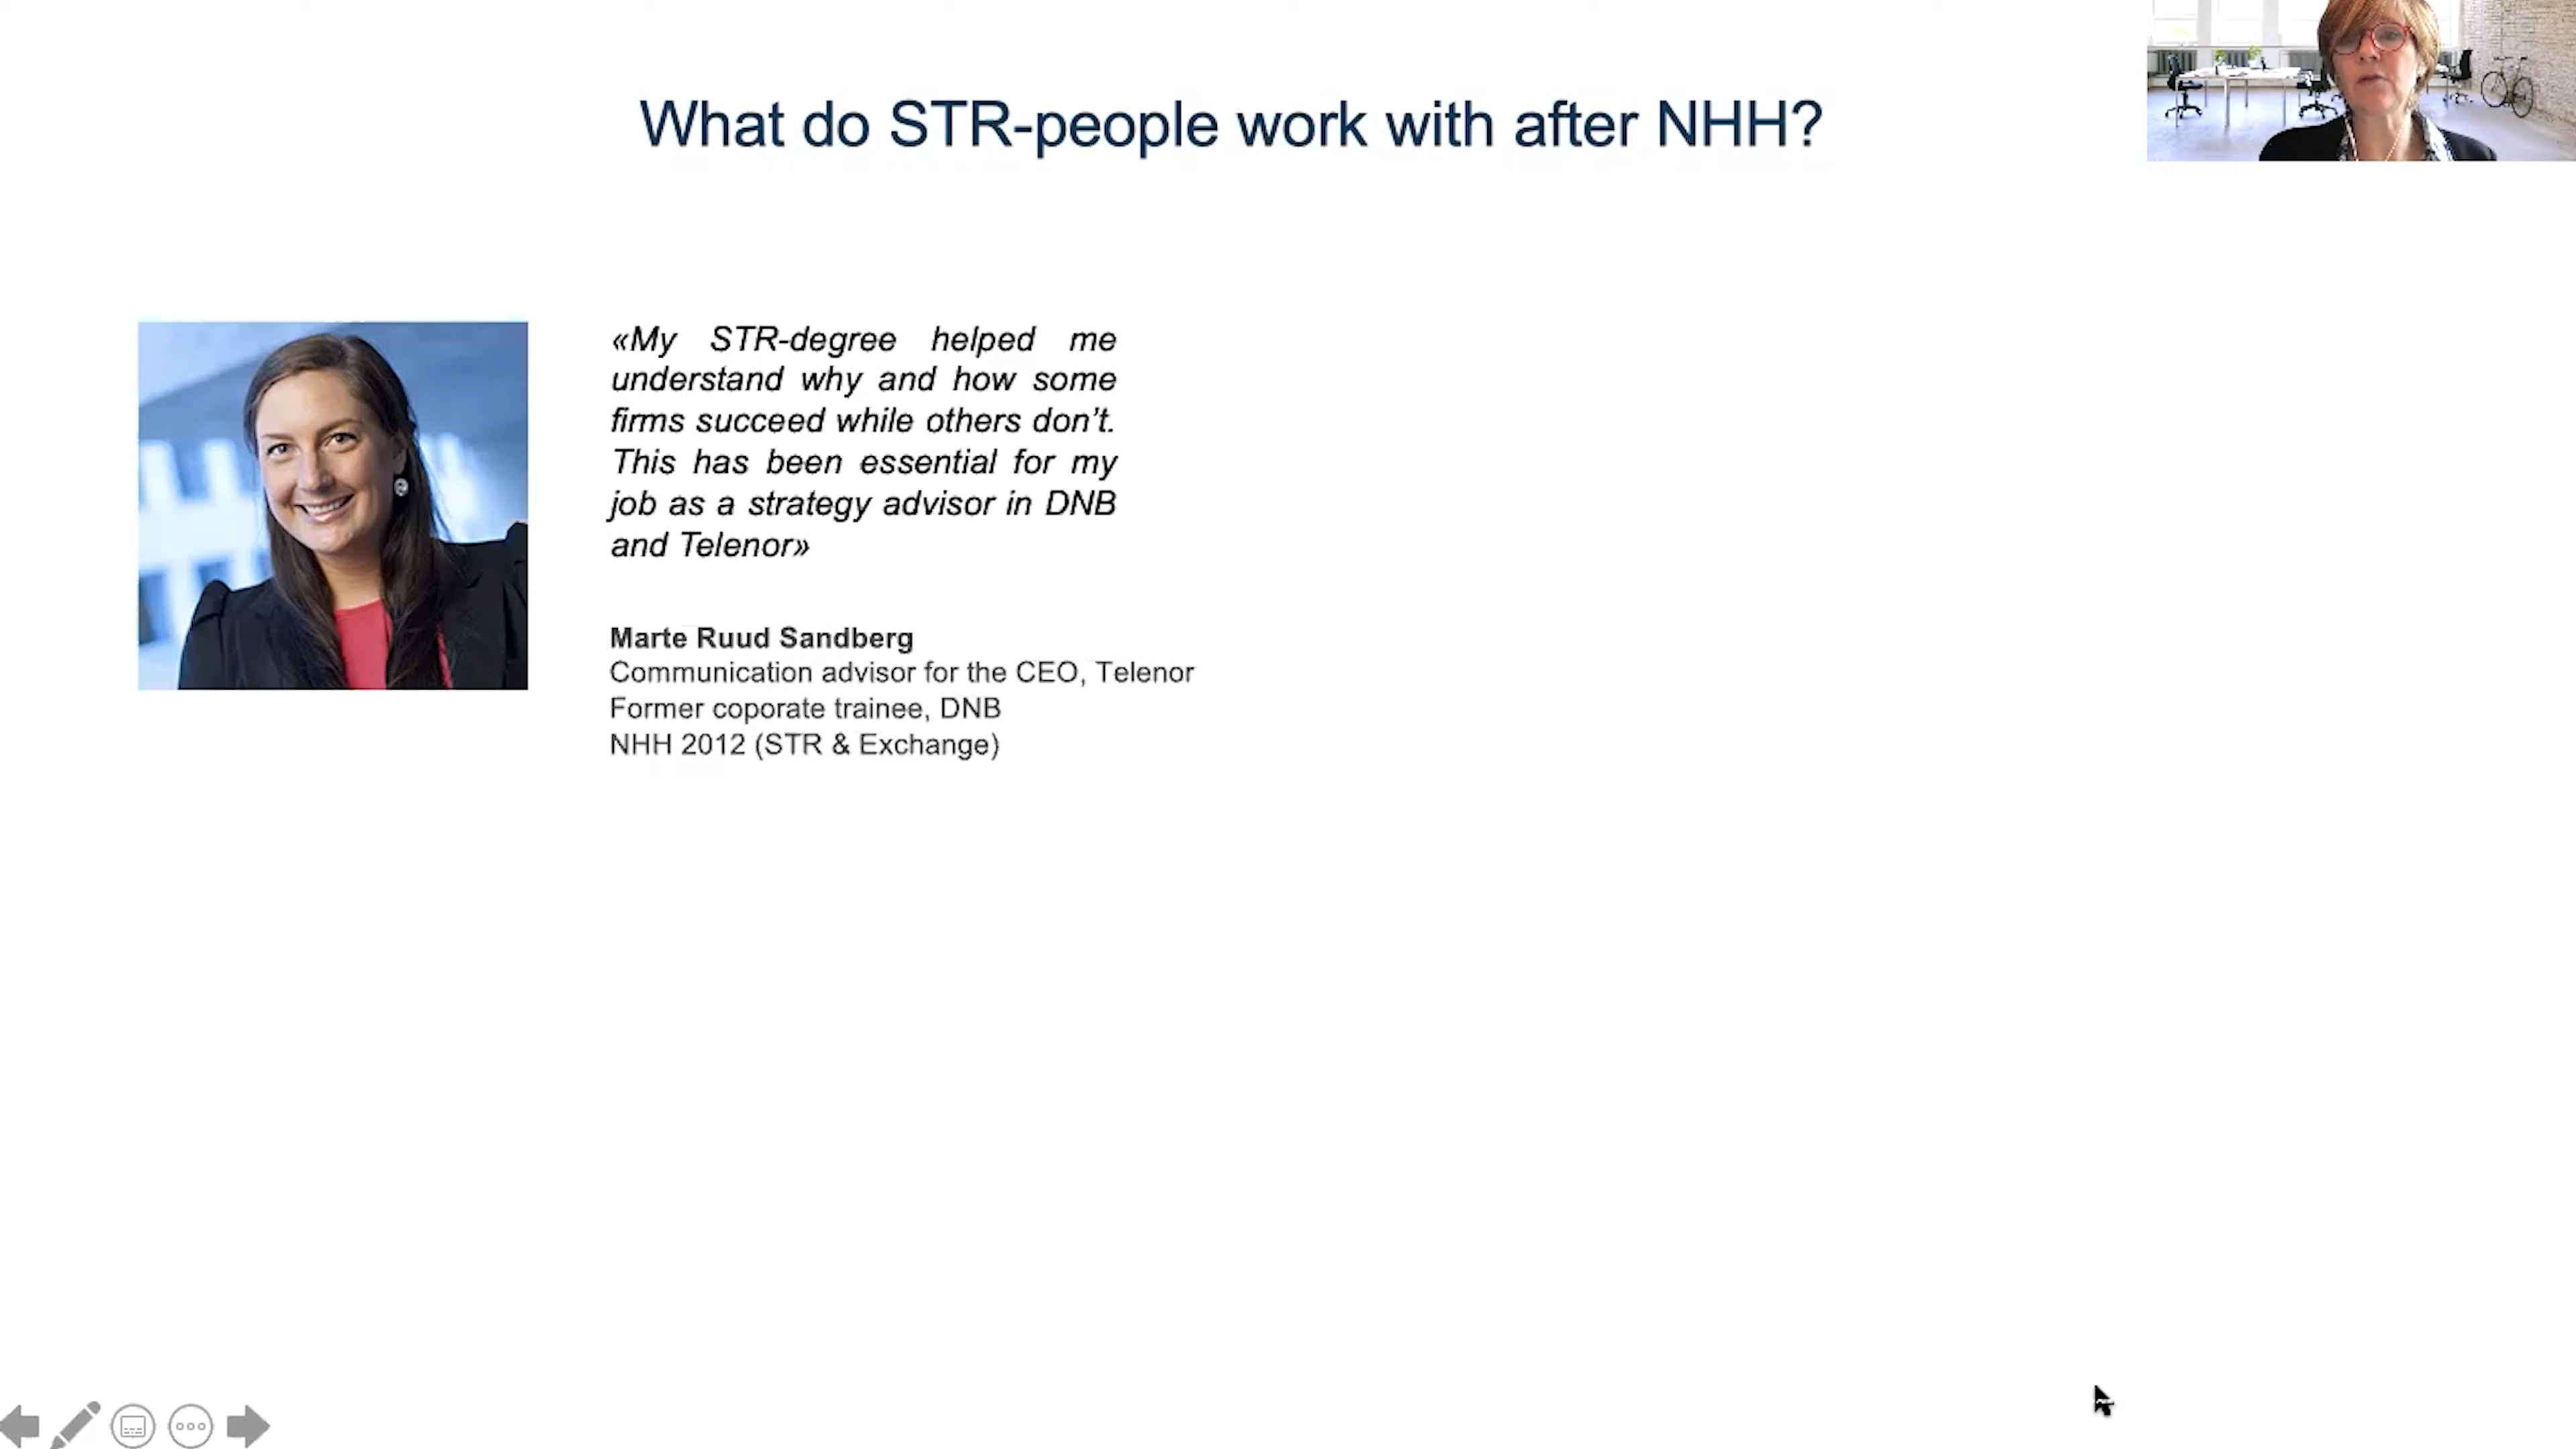 What do STR-people work with after NHH?
«My STR-degree helped me
understand why and how some
firms succeed while others don’t.
This has been essential for my
job as a strategy advisor in DNB
and Telenor»
Marte Ruud Sandberg
Communication advisor for the CEO, Telenor
Former coporate trainee, DNB
NHH 2012 (STR & Exchange)